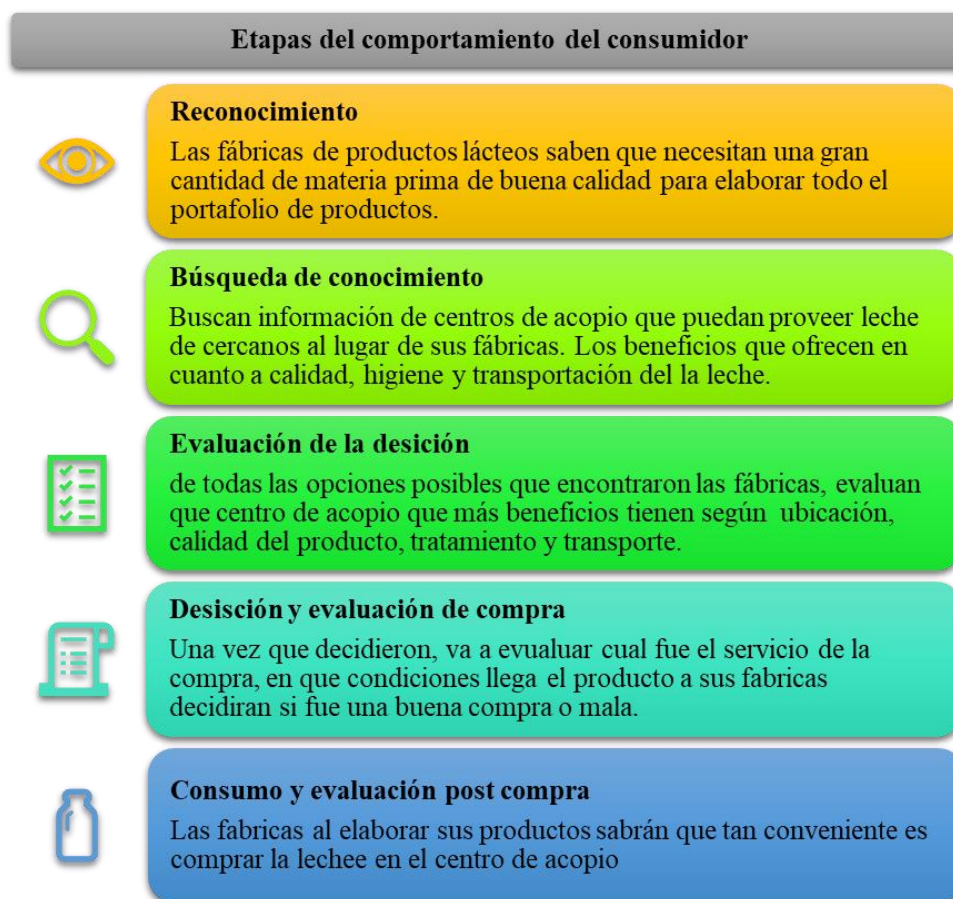 Etapas del comportamiento del consumidor
Reconocimiento
Las fábricas de productos lácteos saben que necesitan una gran
cantidad de materia prima de buena calidad para elaborar todo el
portafolio de productos.
Búsqueda de conocimiento
Buscan información de centros de acopio que puedan proveer leche
de cercanos al lugar de sus fábricas. Los beneficios que ofrecen en
cuanto a calidad, higiene y transportación del la leche.
Evaluación de la desición
de todas las opciones posibles que encontraron las fábricas, evaluan
que centro de acopio que más beneficios tienen según ubicación,
calidad del producto, tratamiento y transporte.
Desisción y evaluación de compra
Una vez que decidieron, va a evualuar cual fue el servicio de la
compra, en que condiciones llega el producto a sus fabricas
decidiran si fue una buena compra o mala.
Consumo y evaluación post compra
Las fabricas al elaborar sus productos sabrán que tan conveniente es
comprar la lechee en el centro de acopio